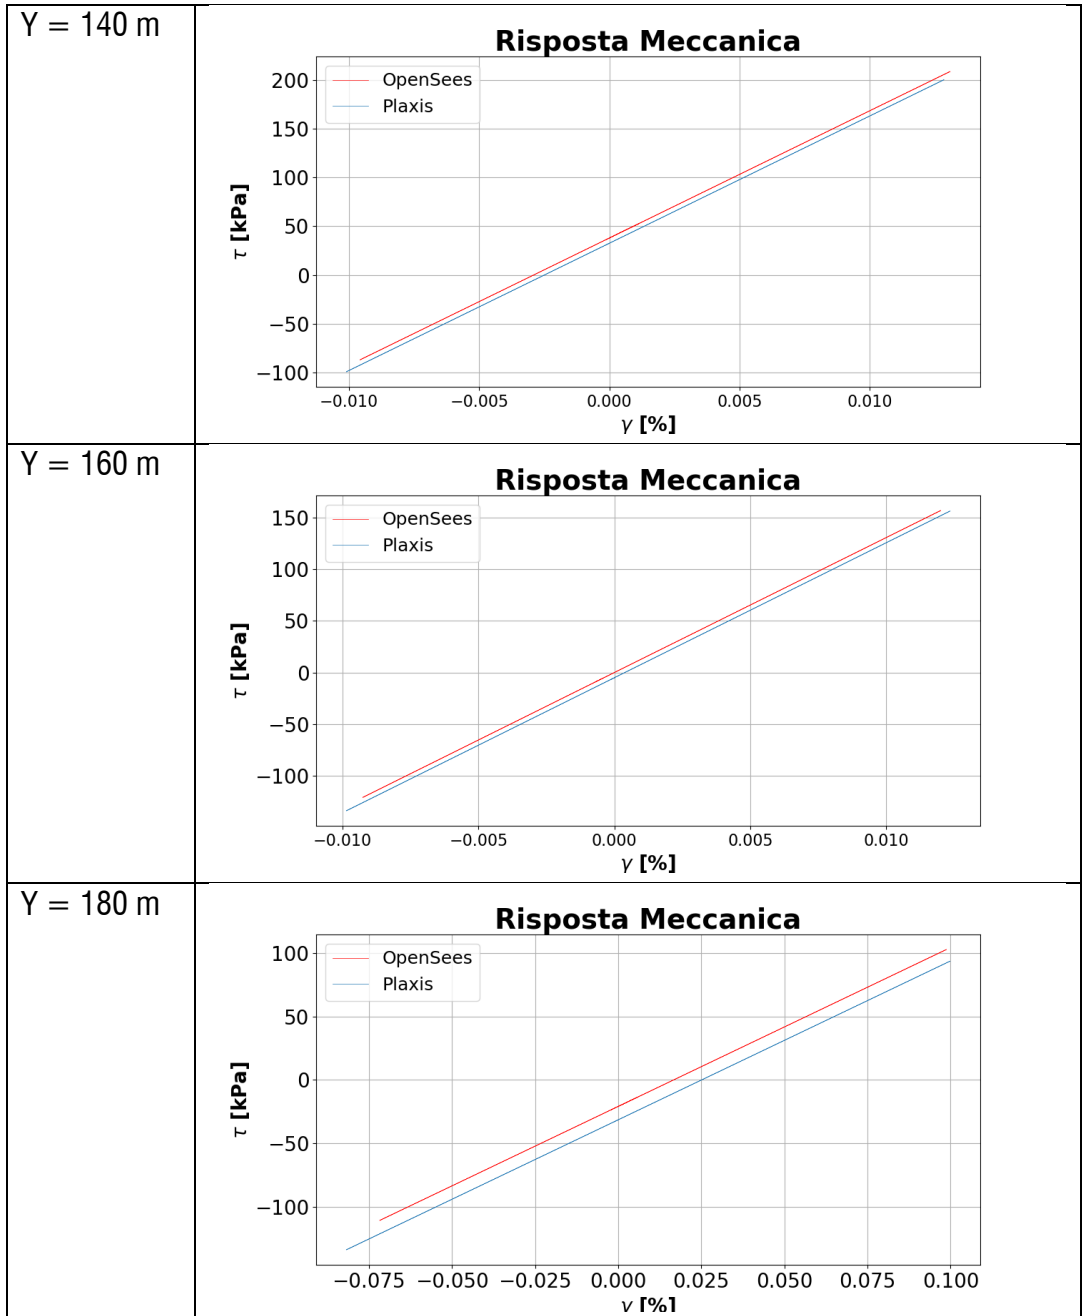 Y = 140 m
Risposta Meccanica
OpenSees
Plaxis
200
150
100
50
0
−50
−100
τ [kPa]
−0.010 −0.005 0.000 0.005 0.010
γ [%]
Y = 160 m
Risposta Meccanica
OpenSees
Plaxis
150
100
50
0
−50
−100
τ [kPa]
−0.010 −0.005 0.000 0.005 0.010
γ [%]
Y = 180 m
Risposta Meccanica
OpenSees
Plaxis
100
50
0
−50
−100
τ [kPa]
−0.075 −0.050 −0.025 0.000 0.025 0.050 0.075 0.100
γ [%]